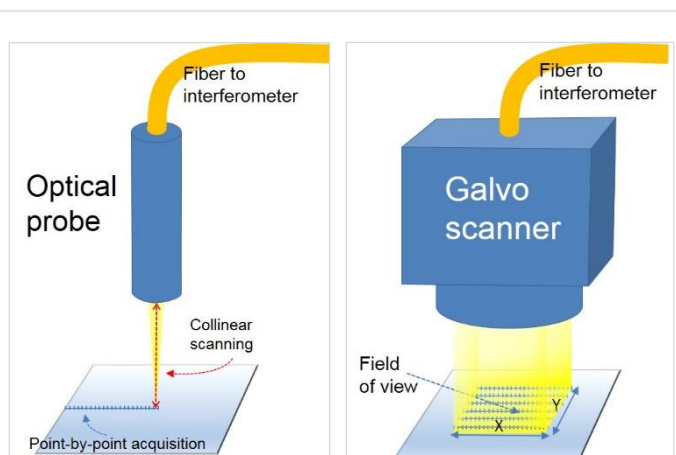 Fiber to
interferometer
Optical
probe
Collinear
scanning
Point-by-point acquisition
Fiber to
interferometer
Galvo
scanner
Field
of view
Y
X